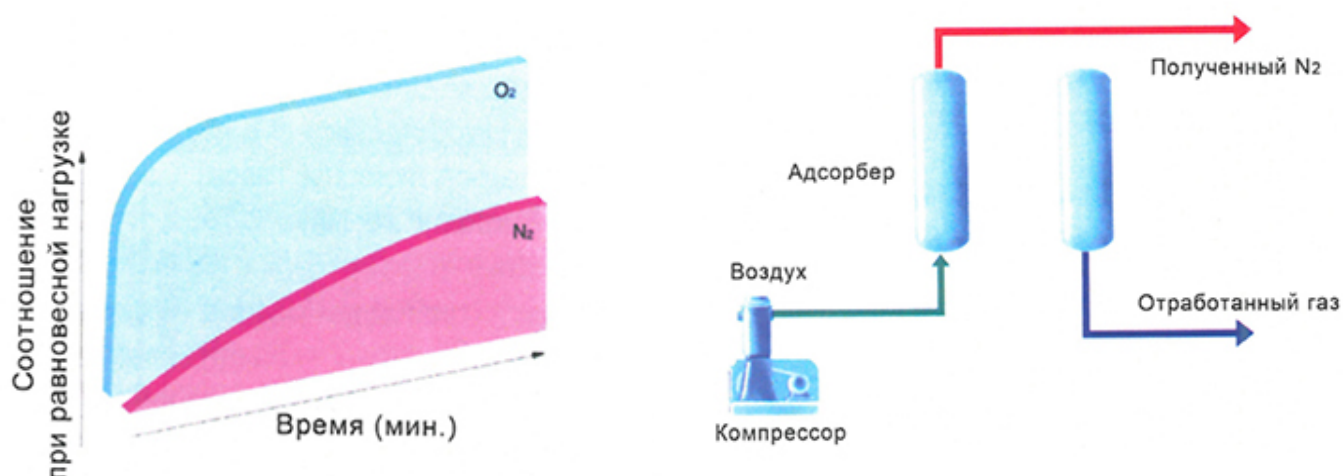 Соотношение
при равновесной нагрузке
O2
N2
Время (мин.)
Полученный N2
Адсорбер
Воздух
Отработанный газ
Компрессор